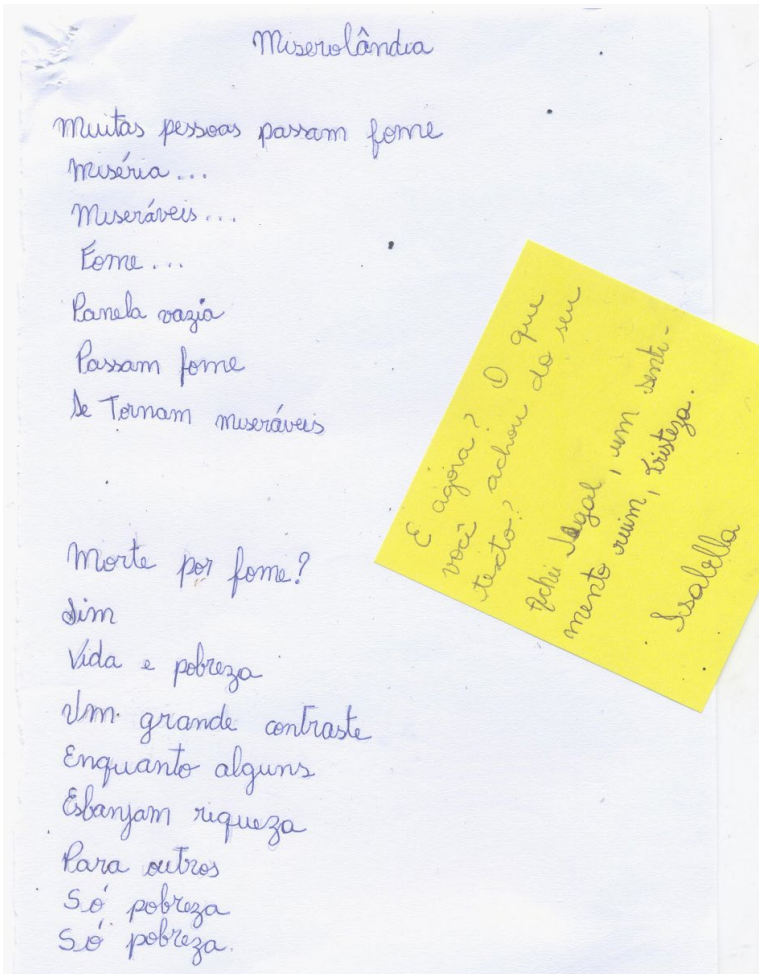 Miserolândia
Muitas pessoas passam fome
Miséria...
Miseráveis...
Fome...
Panela vazia
Passam fome
Se Tornam miseráveis
Morte por fome?
Sim
Vida e pobreza
Um grande contraste
Enquanto alguns
Esbanjam riqueza
Para outros
Só pobreza
Só pobreza.
E agora? O que
você achou do seu
texto?
Achei legal, um senti-
mento ruim, tristeza.
Isabella